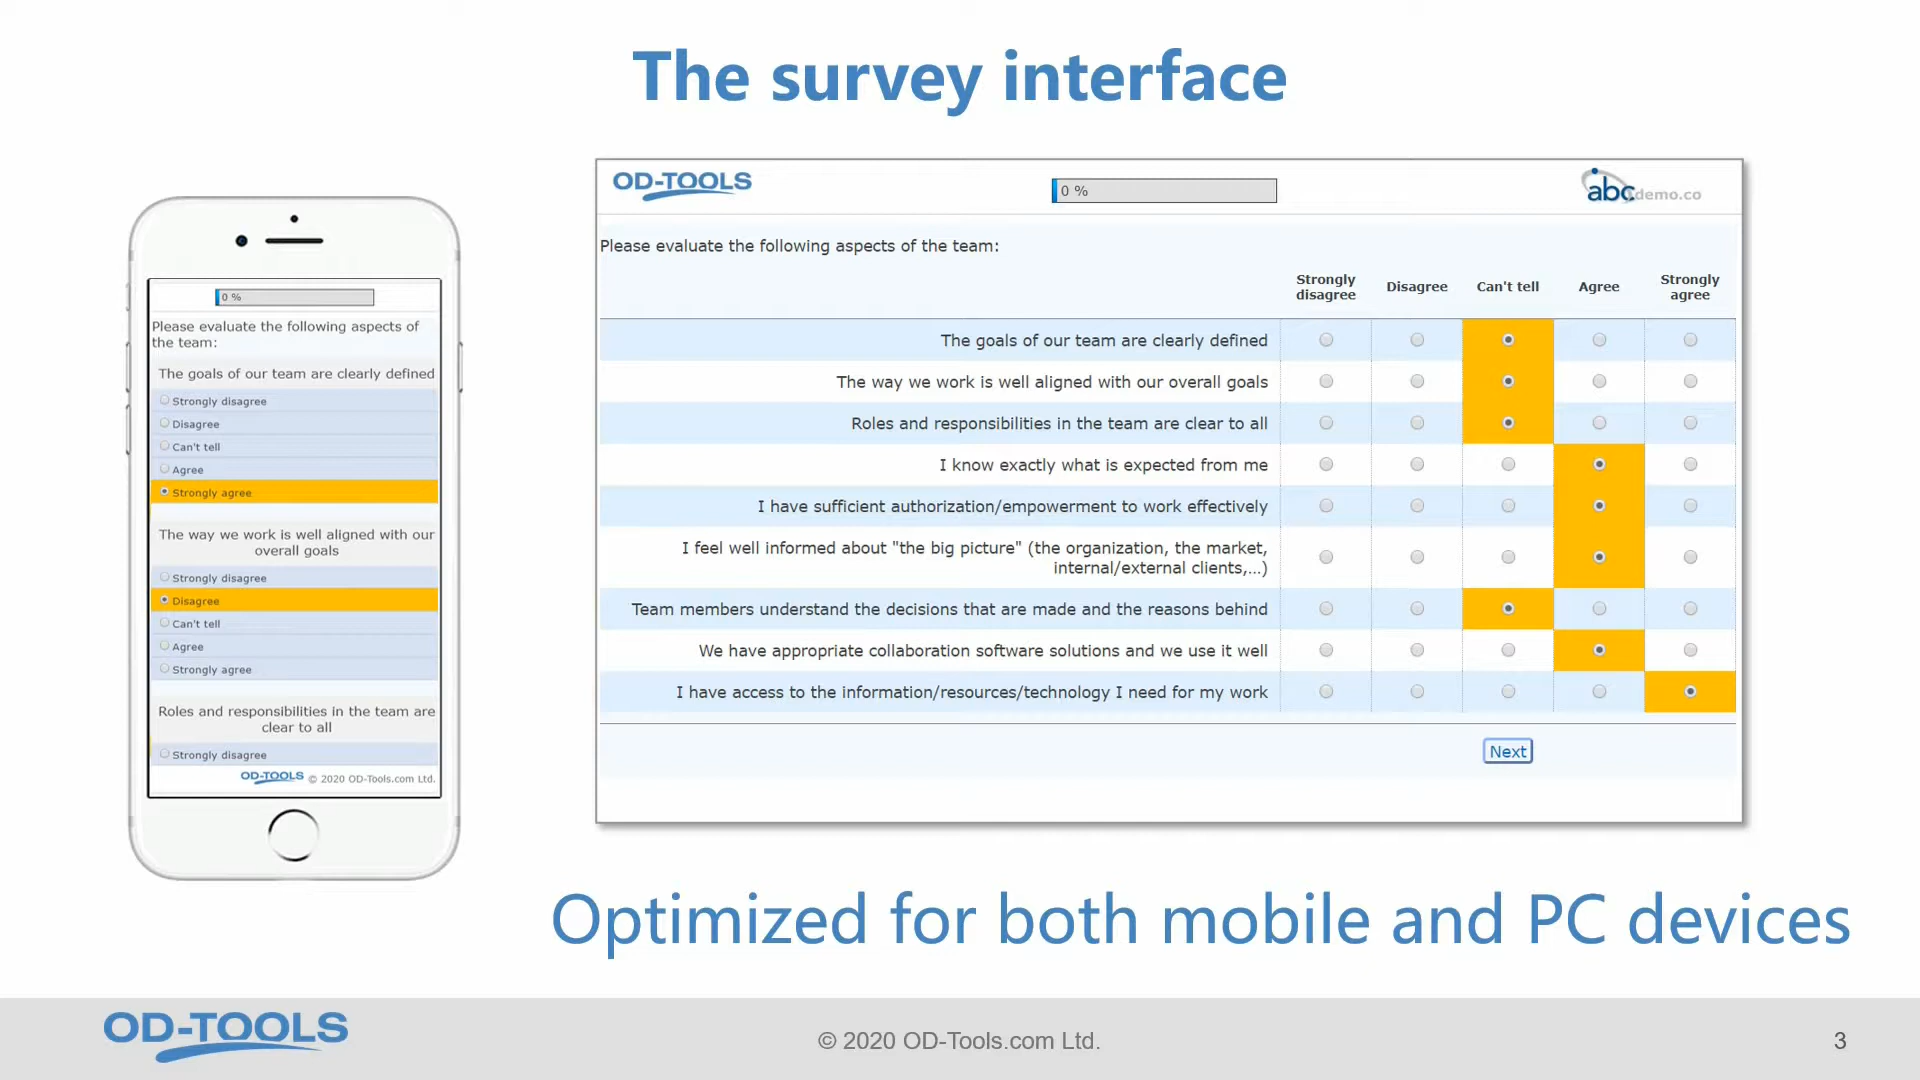 The survey interface
0 %
Please evaluate the following aspects of
the team:
The goals of our team are clearly defined
Strongly disagree
Disagree
Can't tell
Agree
Strongly agree
The way we work is well aligned with our
overall goals
Strongly disagree
Disagree
Can't tell
Agree
Strongly agree
Roles and responsibilities in the team are
clear to all
Strongly disagree
OD-TOOLS © 2020 OD-Tools.com Ltd.
OD-TOOLS
0 %
abc demo.co
Please evaluate the following aspects of the team:
Strongly
disagree
Disagree
Can't tell
Agree
Strongly
agree
The goals of our team are clearly defined
The way we work is well aligned with our overall goals
Roles and responsibilities in the team are clear to all
I know exactly what is expected from me
I have sufficient authorization/empowerment to work effectively
I feel well informed about "the big picture" (the organization, the market,
internal/external clients,...)
Team members understand the decisions that are made and the reasons behind
We have appropriate collaboration software solutions and we use it well
I have access to the information/resources/technology I need for my work
Next
Optimized for both mobile and PC devices
OD-TOOLS
© 2020 OD-Tools.com Ltd.
3